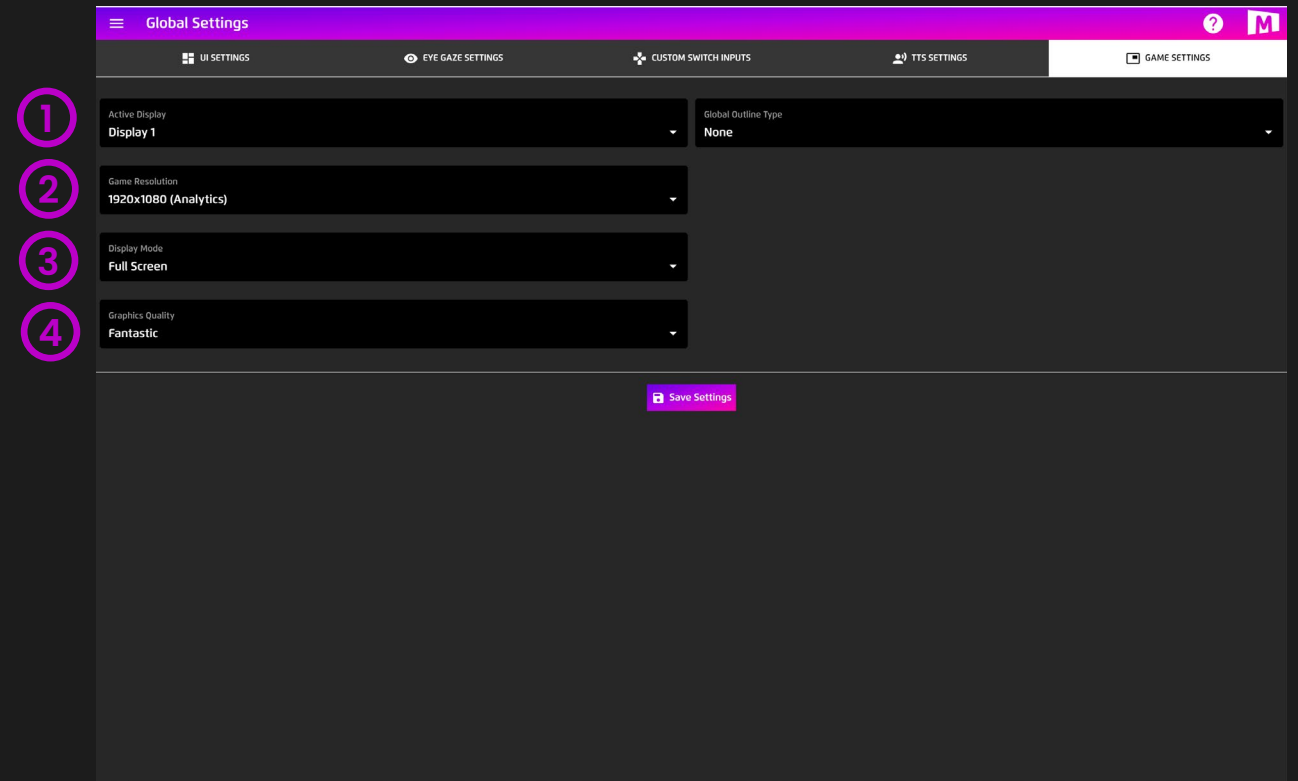 Global Settings
? M
UI SETTINGS
EYE GAZE SETTINGS
CUSTOM SWITCH INPUTS
TTS SETTINGS
GAME SETTINGS
1
Active Display
Display 1
Global Outline Type
None
2
Game Resolution
1920x1080 (Analytics)
3
Display Mode
Full Screen
4
Graphics Quality
Fantastic
Save Settings